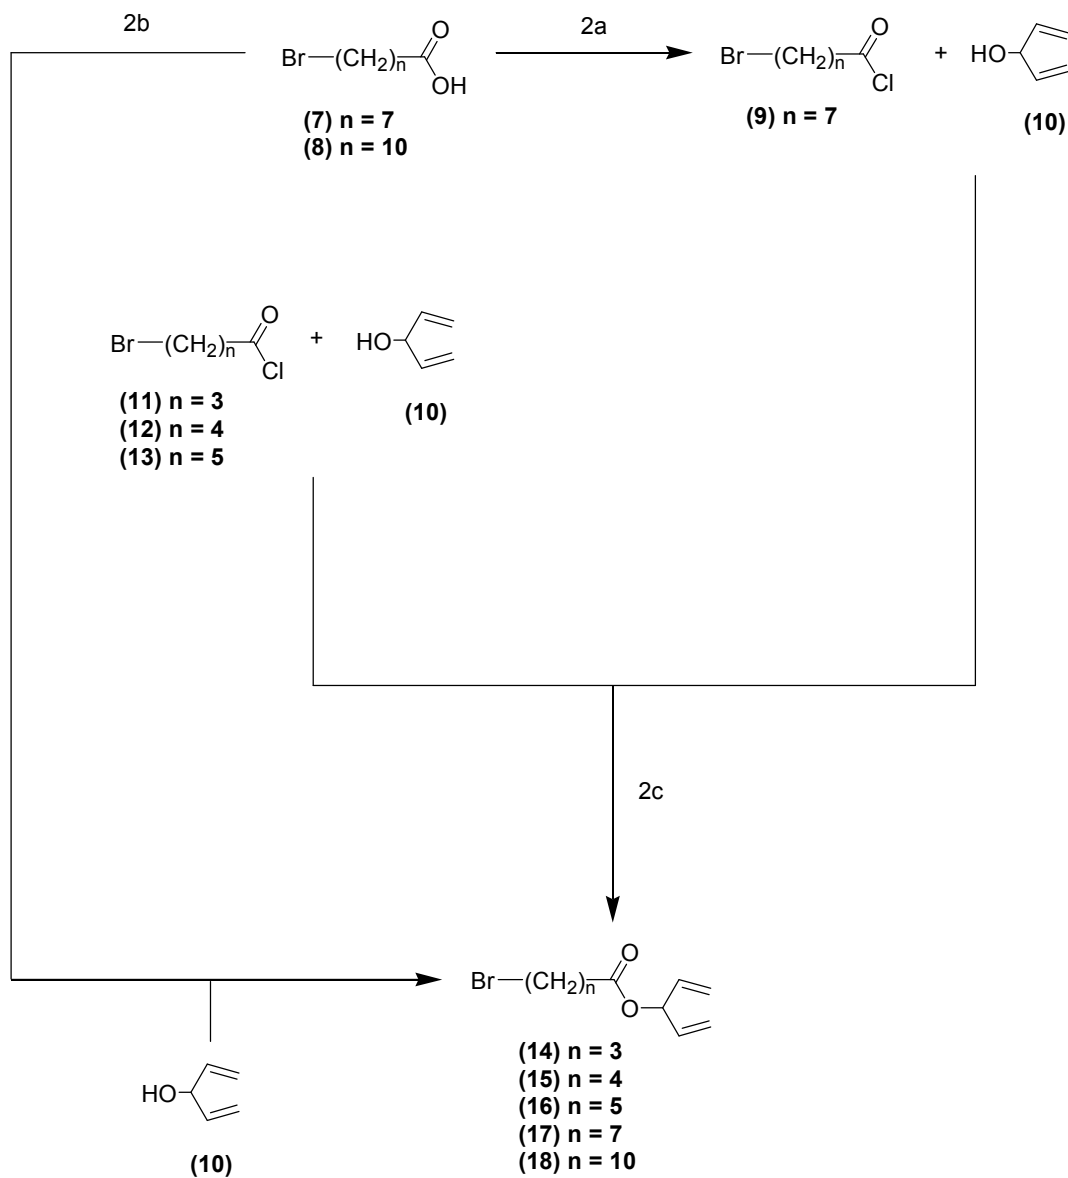 2b
2a
Br (CH2)n O OH
Br (CH2)n O Cl
+
HO
(7) n = 7
(8) n = 10
(9) n = 7
(10)
Br (CH2)n O Cl
+
HO
(11) n = 3
(12) n = 4
(13) n = 5
(10)
2c
Br (CH2)n O O
(14) n = 3
(15) n = 4
(16) n = 5
(17) n = 7
(18) n = 10
HO
(10)